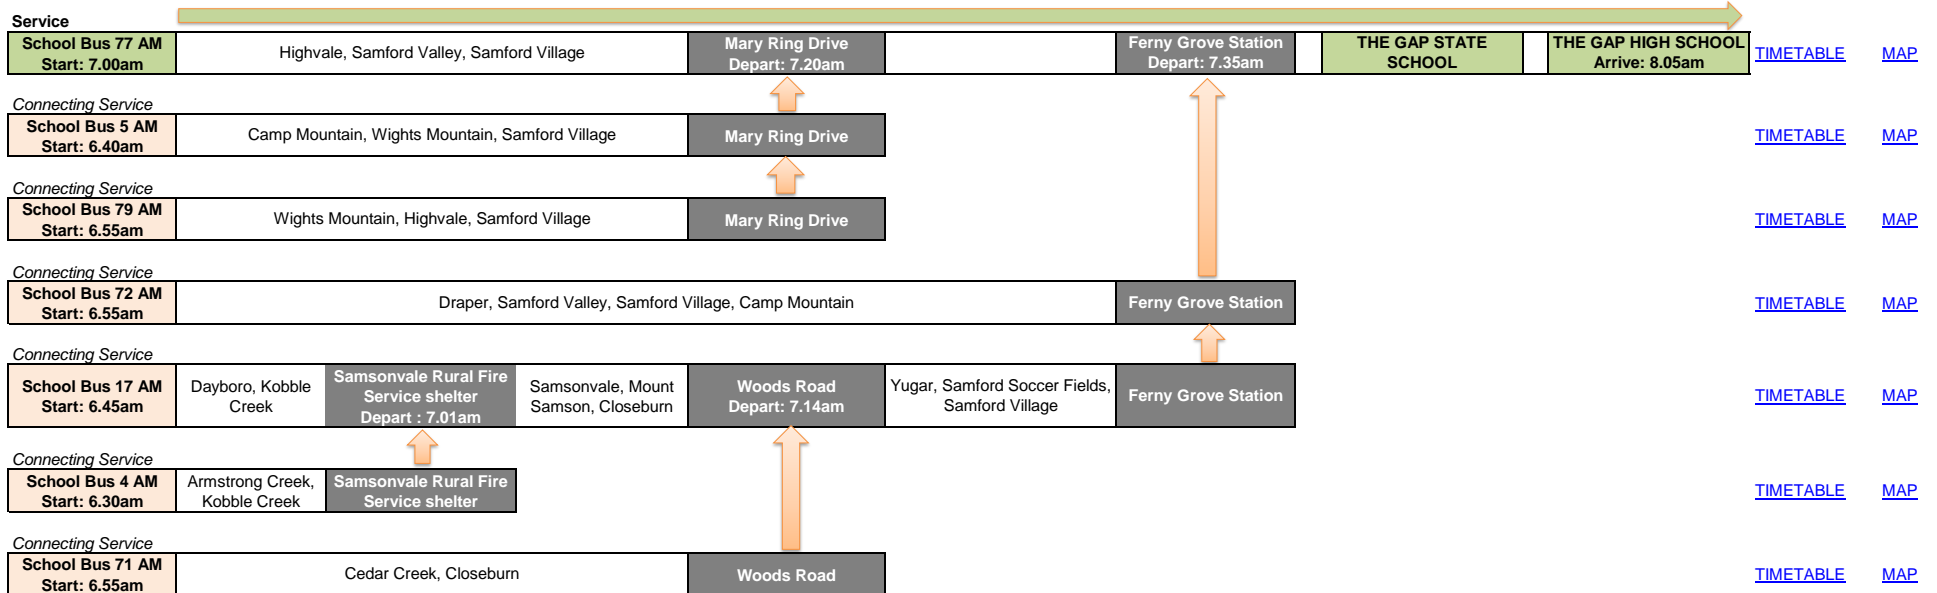 Service
School Bus 77 AM
Start: 7.00am
Highvale, Samford Valley, Samford Village
Mary Ring Drive
Depart: 7.20am
Ferny Grove Station
Depart: 7.35am
THE GAP STATE
SCHOOL
THE GAP HIGH SCHOOL
Arrive: 8.05am
TIMETABLE
MAP
Connecting Service
School Bus 5 AM
Start: 6.40am
Camp Mountain, Wights Mountain, Samford Village
Mary Ring Drive
TIMETABLE
MAP
Connecting Service
School Bus 79 AM
Start: 6.55am
Wights Mountain, Highvale, Samford Village
Mary Ring Drive
TIMETABLE
MAP
Connecting Service
School Bus 72 AM
Start: 6.55am
Draper, Samford Valley, Samford Village, Camp Mountain
Ferny Grove Station
TIMETABLE
MAP
Connecting Service
School Bus 17 AM
Start: 6.45am
Dayboro, Kobble
Creek
Samsonvale Rural Fire
Service shelter
Depart : 7.01am
Samsonvale, Mount
Samson, Closeburn
Woods Road
Depart: 7.14am
Yugar, Samford Soccer Fields,
Samford Village
Ferny Grove Station
TIMETABLE
MAP
Connecting Service
School Bus 4 AM
Start: 6.30am
Armstrong Creek,
Kobble Creek
Samsonvale Rural Fire
Service shelter
TIMETABLE
MAP
Connecting Service
School Bus 71 AM
Start: 6.55am
Cedar Creek, Closeburn
Woods Road
TIMETABLE
MAP